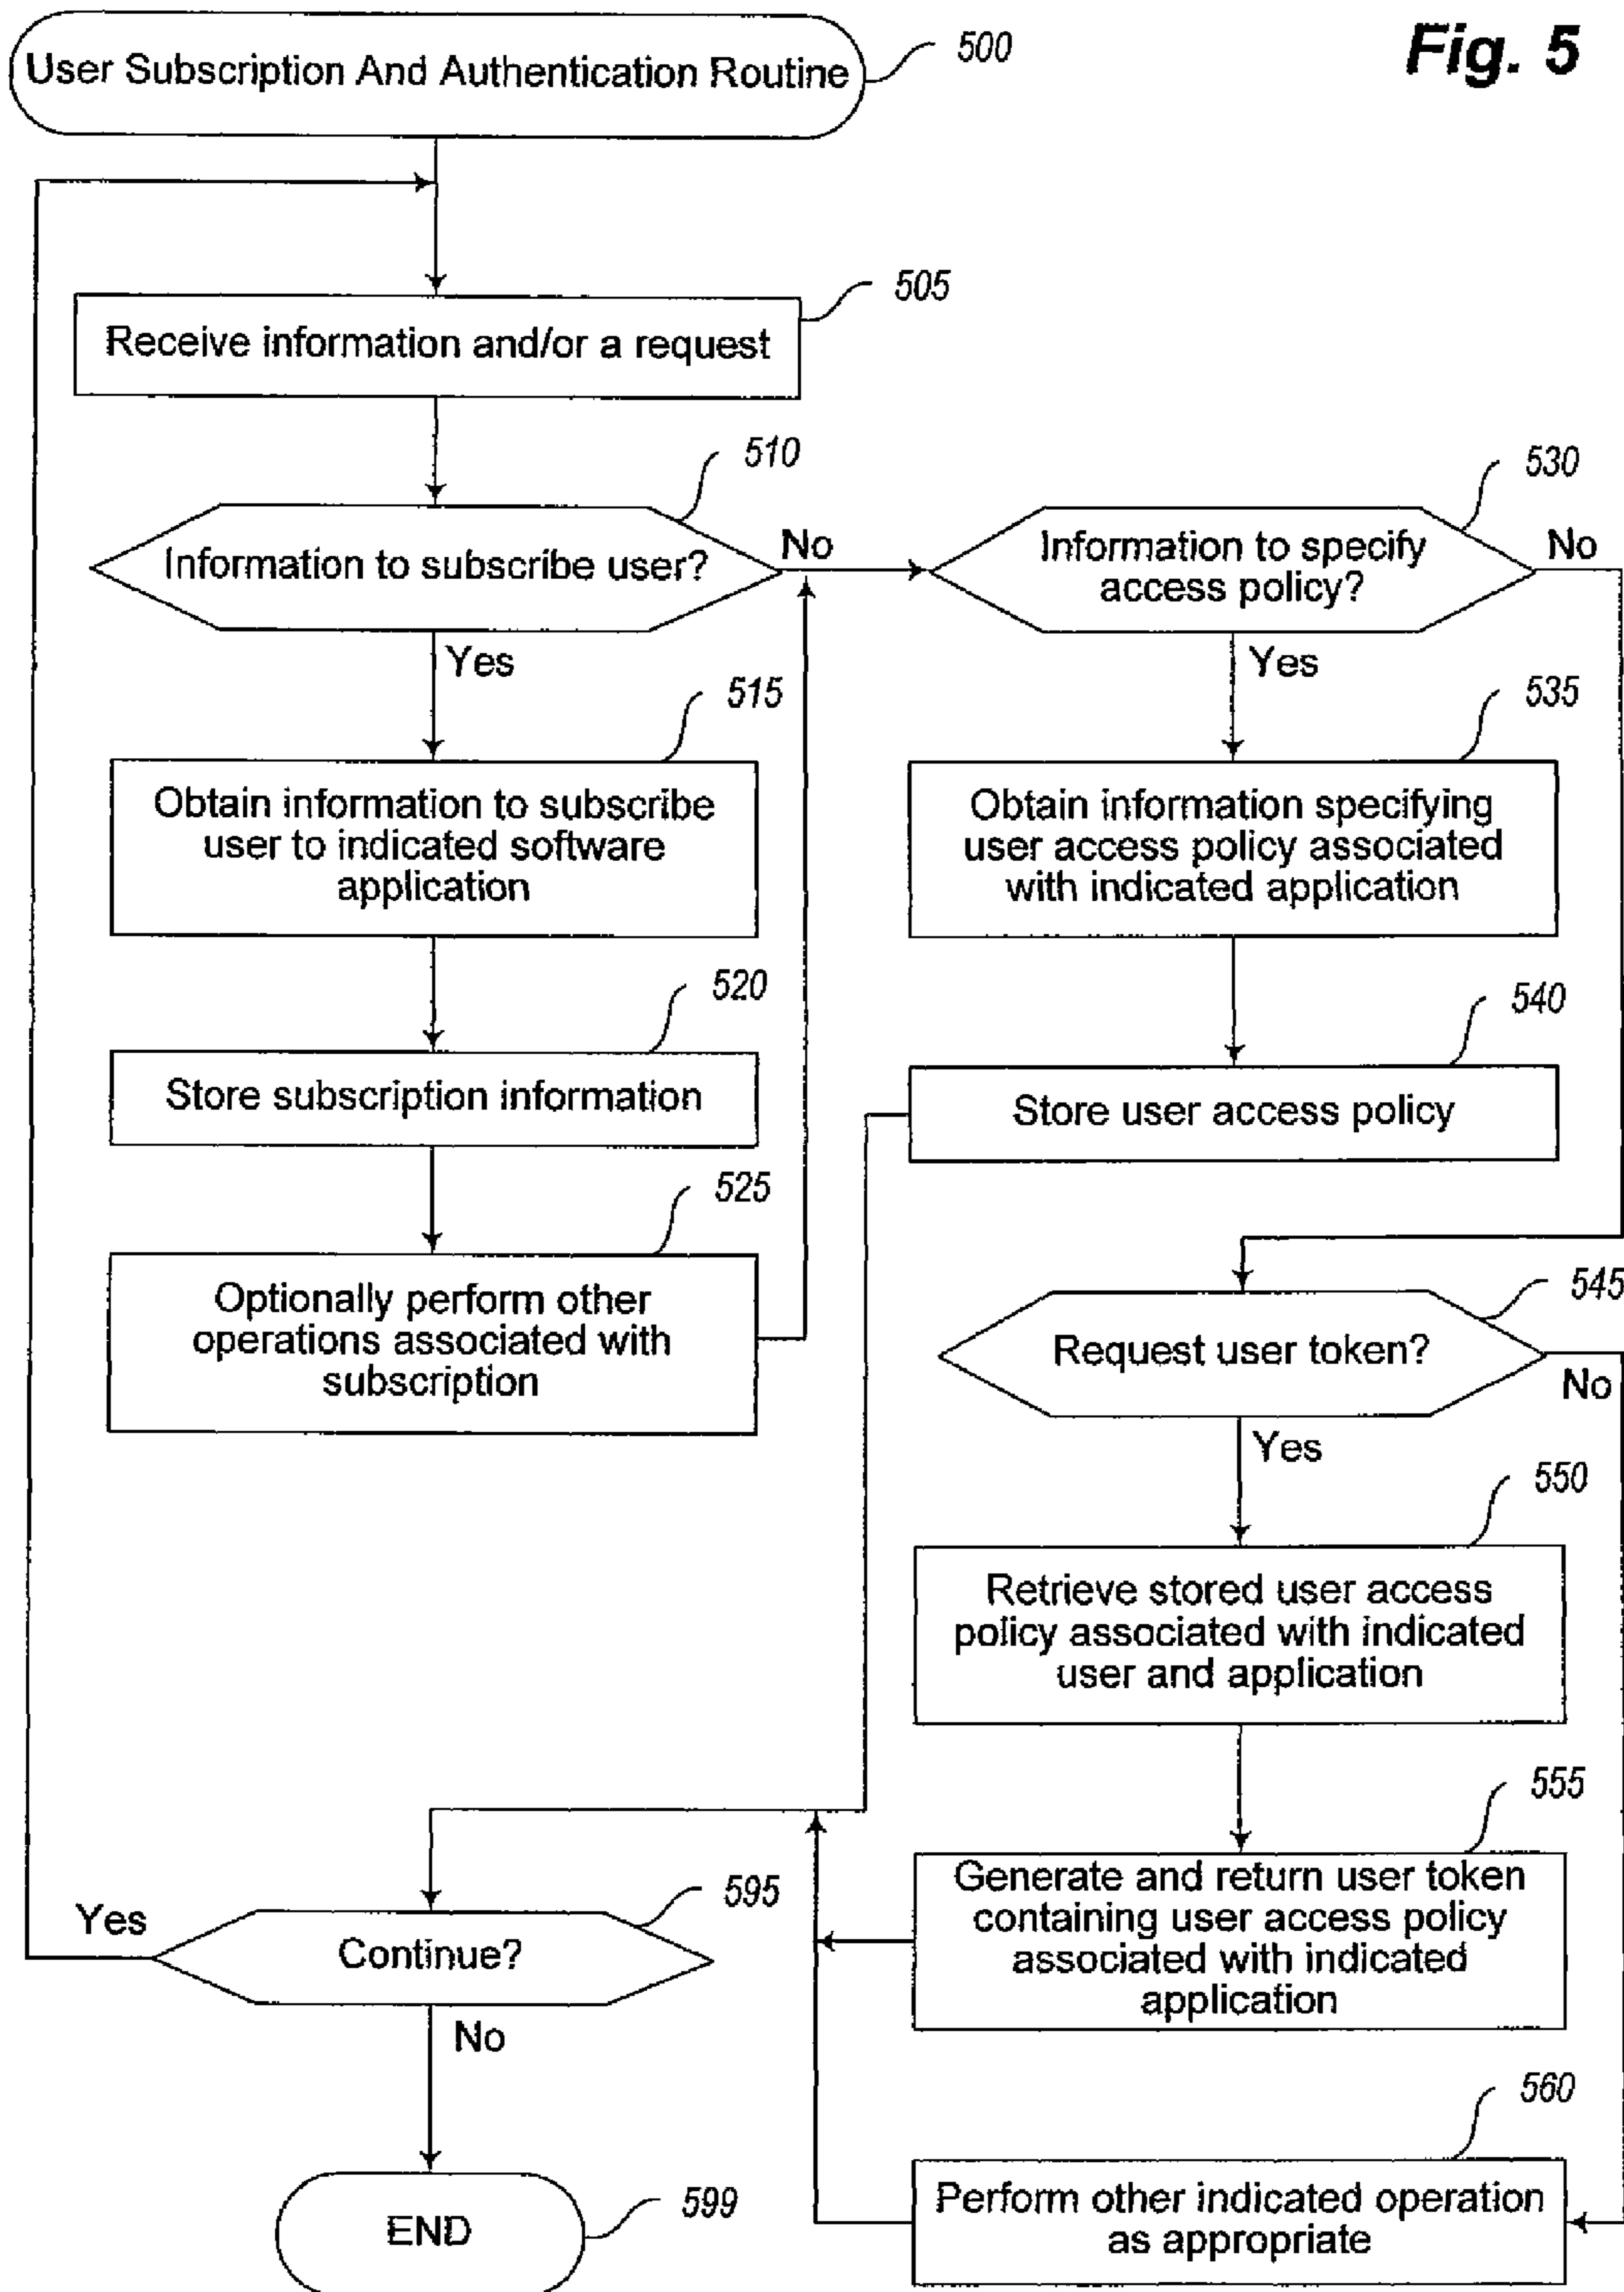 Fig. 5
User Subscription And Authentication Routine
500
Receive information and/or a request
505
Information to subscribe user?
510
No
Yes
Obtain information to subscribe
user to indicated software
application
515
Store subscription information
520
Optionally perform other
operations associated with
subscription
525
Information to specify
access policy?
530
No
Yes
Obtain information specifying
user access policy associated
with indicated application
535
Store user access policy
540
Request user token?
545
No
Yes
Retrieve stored user access
policy associated with indicated
user and application
550
Generate and return user token
containing user access policy
associated with indicated
application
555
Perform other indicated operation
as appropriate
560
Continue?
595
Yes
No
END
599